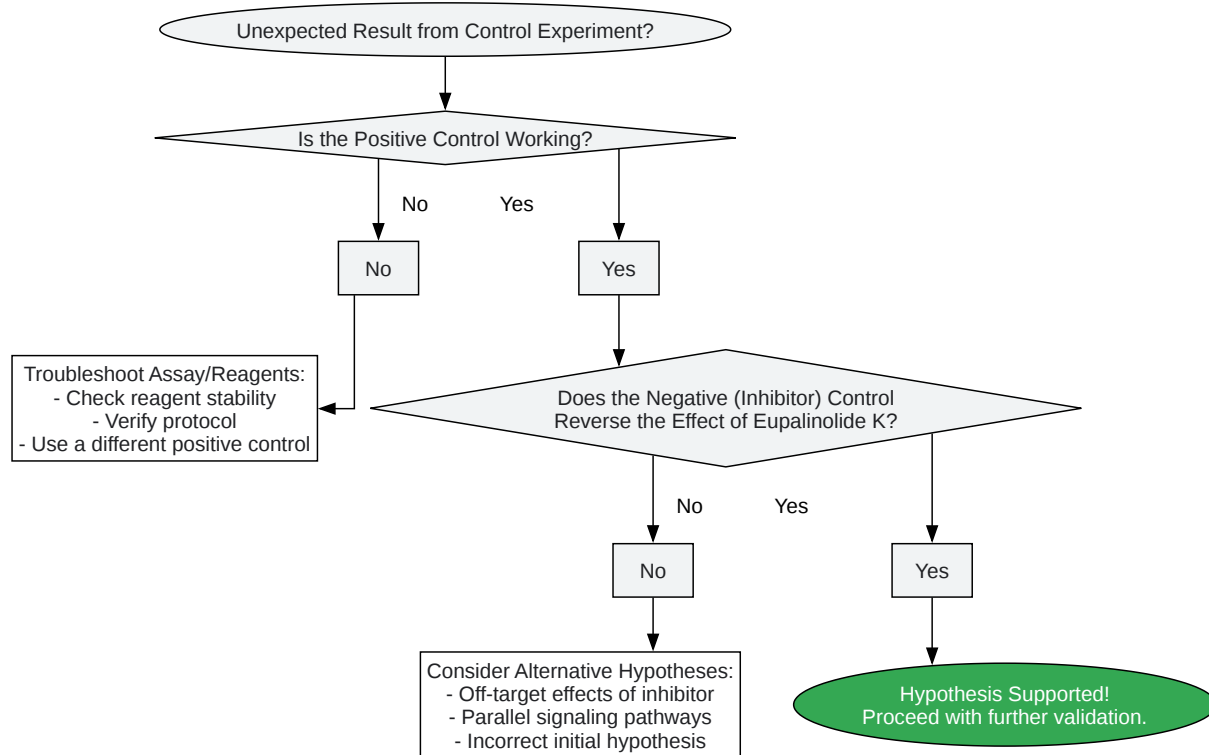 Unexpected Result from Control Experiment?
Is the Positive Control Working?
No
Yes
No
Yes
Troubleshoot Assay/Reagents:
- Check reagent stability
- Verify protocol
- Use a different positive control
Does the Negative (Inhibitor) Control
Reverse the Effect of Eupalinolide K?
No
Yes
No
Yes
Consider Alternative Hypotheses:
- Off-target effects of inhibitor
- Parallel signaling pathways
- Incorrect initial hypothesis
Hypothesis Supported!
Proceed with further validation.